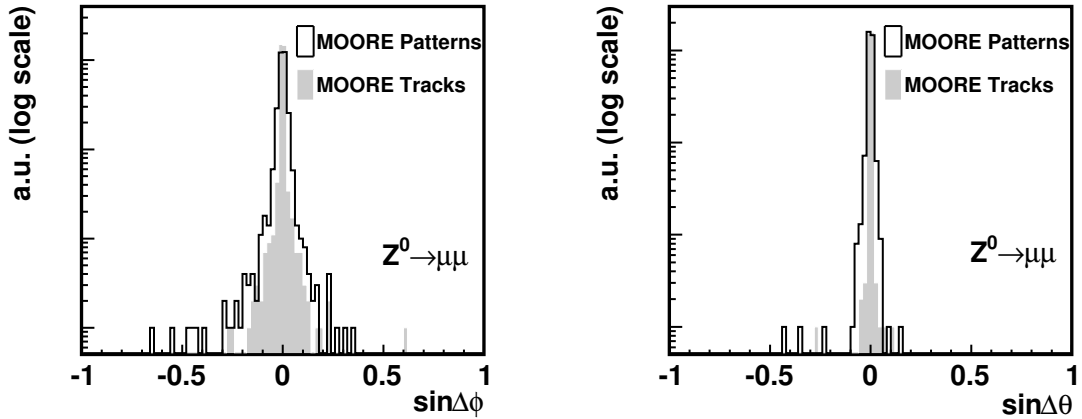 a.u. (log scale)
MOORE Patterns
MOORE Tracks
Z⁰→μμ
-1 -0.5 0 0.5 1
sinΔϕ
a.u. (log scale)
MOORE Patterns
MOORE Tracks
Z⁰→μμ
-1 -0.5 0 0.5 1
sinΔθ